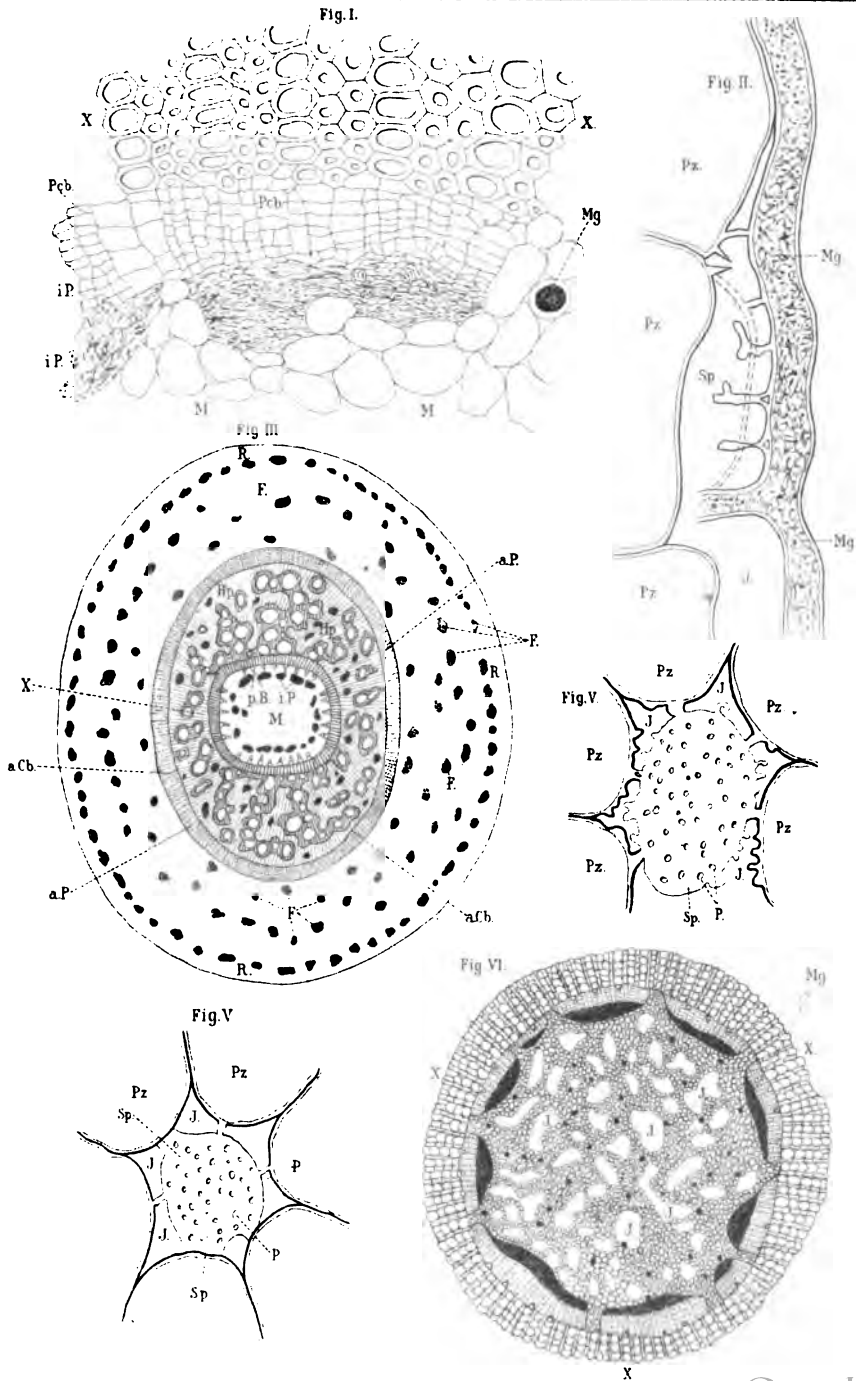 Fig. I.
X
X.
Pcb.
Pcb
Mg
iP.
iP.
M
M
Fig. II.
Pz.
Mg
Pz
Sp
Mg
Pz
J.
Fig III
R.
F.
a.P.
Hp
Hp
F.
R
X
p.B. iP
M
a.Cb.
F.
a.P
F.
a.Cb.
R.
Pz
Fig. V.
J.
J
Pz
Pz
Pz
Pz.
J.
Sp.
P.
Fig. V
Pz
Pz
Sp.
J.
J
P
J.
P
Sp
Fig. VI.
Mg
X
X
J
J
J
J
J
X